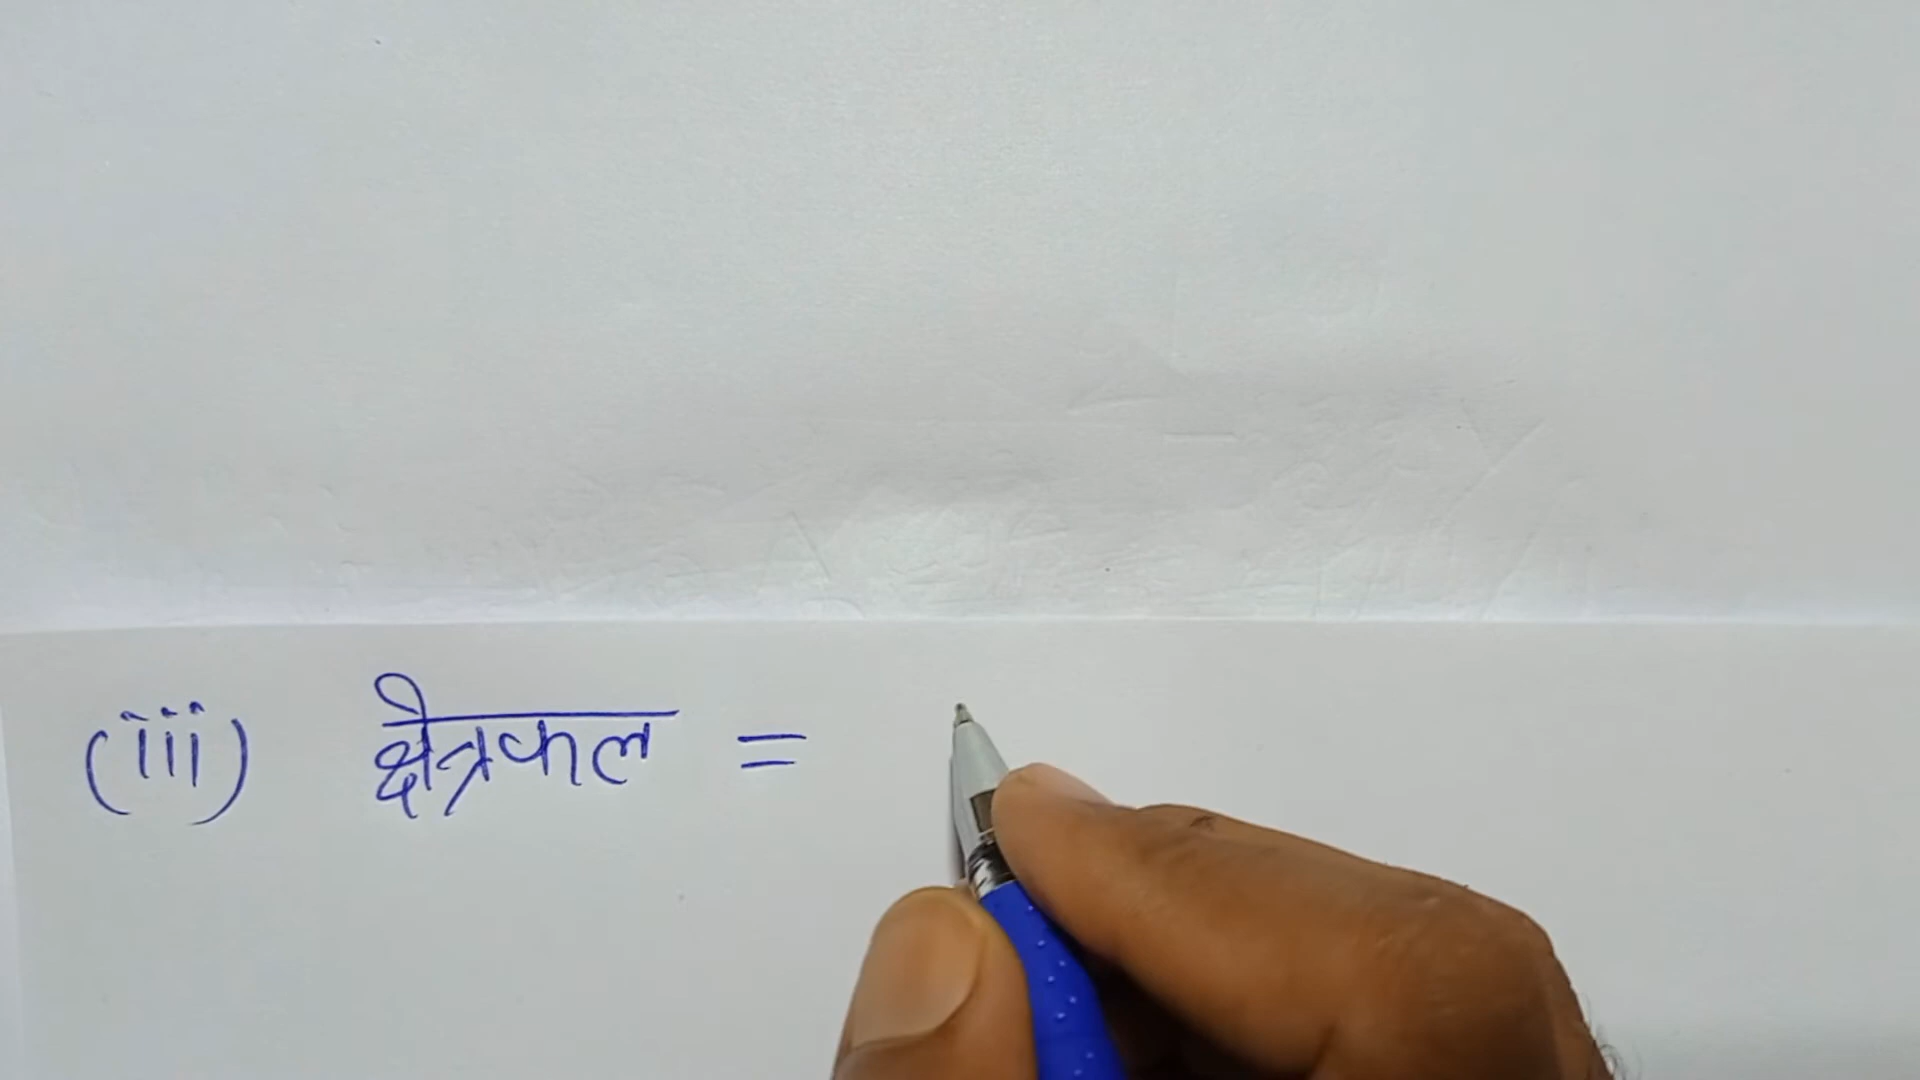 (iii) क्षेत्रफल =